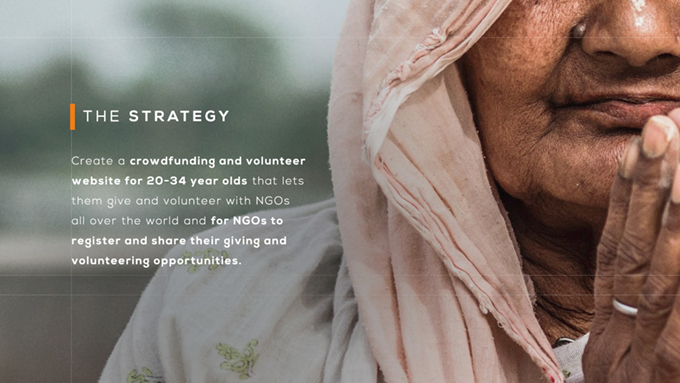 THE STRATEGY
Create a crowdfunding and volunteer
website for 20-34 year olds that lets
them give and volunteer with NGOs
all over the world and for NGOs to
register and share their giving and
volunteering opportunities.